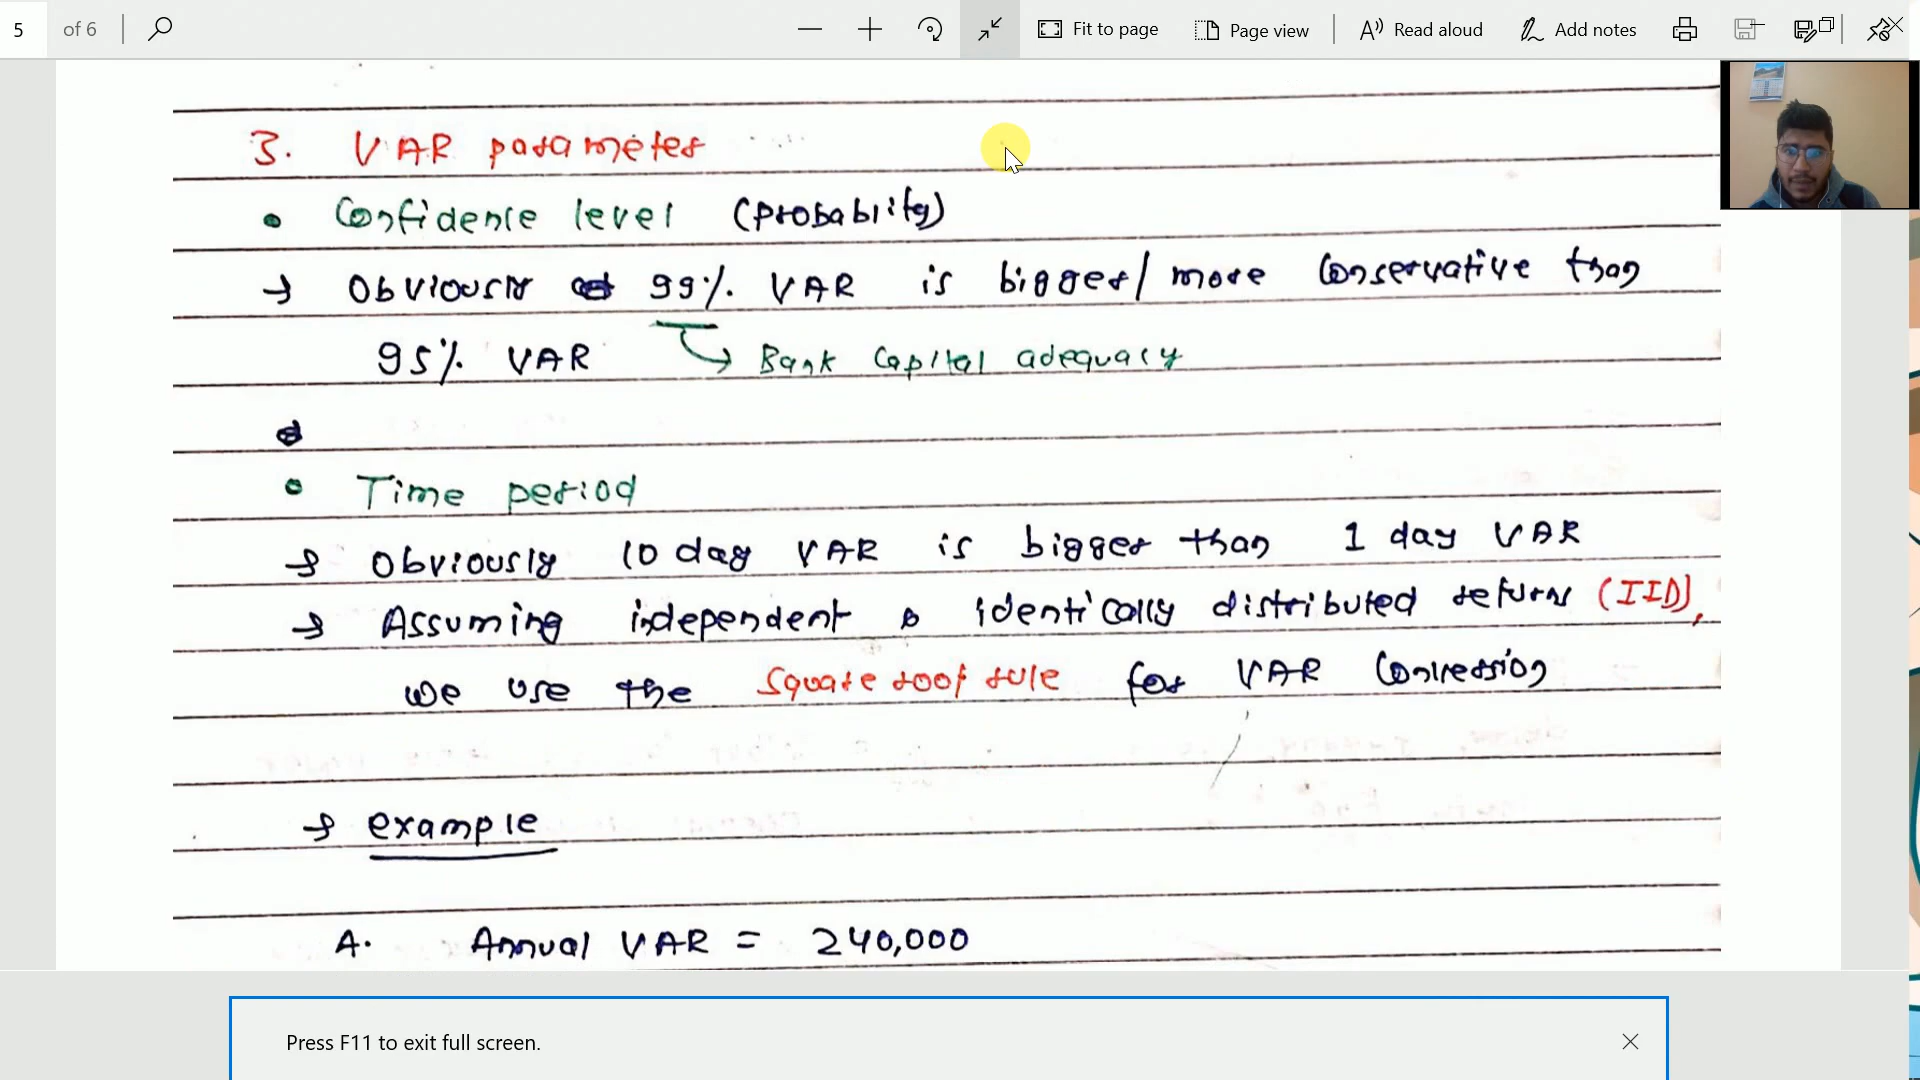 5 of 6 Fit to page Page view Read aloud Add notes
3. VAR parameter
• Confidence level (probability)
→ Obviously 99% VAR is bigger/more conservative than
95% VAR → Bank Capital adequacy
• Time period
→ Obviously 10 day VAR is bigger than 1 day VAR
→ Assuming independent & identically distributed returns (IID),
we use the Square root rule for VAR Conversion
→ example
A. Annual VAR = 240,000
Press F11 to exit full screen.